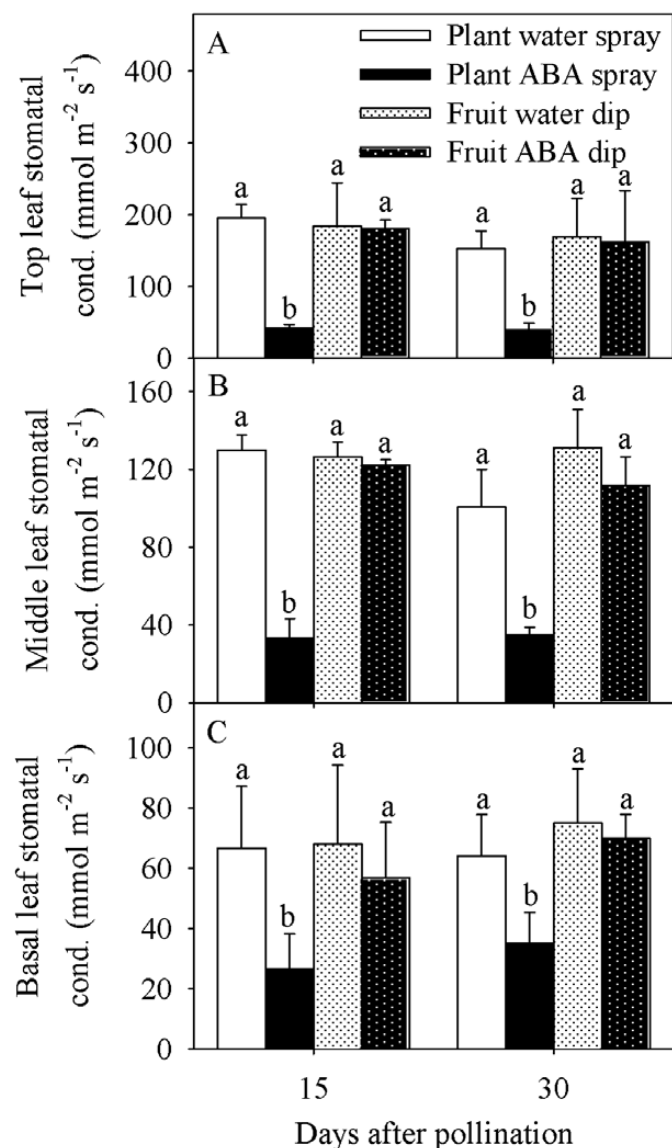 A
Plant water spray
Plant ABA spray
Fruit water dip
Fruit ABA dip
Top leaf stomatal
cond. (mmol m⁻² s⁻¹)
400
300
200
100
0
a
b
a
a
a
b
a
a
B
Middle leaf stomatal
cond. (mmol m⁻² s⁻¹)
160
120
80
40
0
a
b
a
a
a
b
a
a
C
Basal leaf stomatal
cond. (mmol m⁻² s⁻¹)
100
80
60
40
20
0
a
b
a
a
a
b
a
a
15
30
Days after pollination